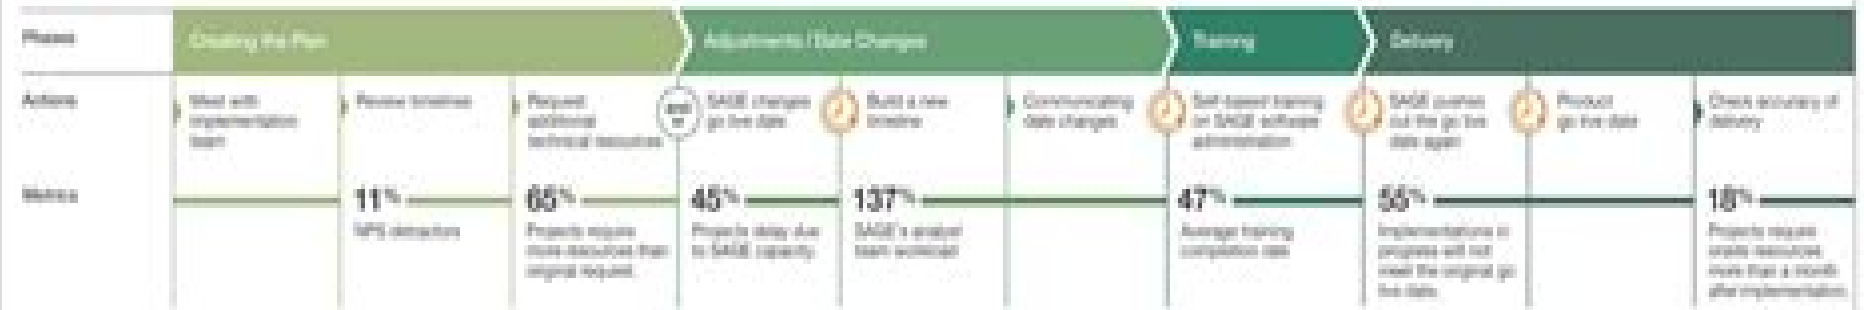 Phases
Creating the Plan
Adjustments / Date Changes
Training
Delivery
Actions
Meet with
implementation
team
Review timelines
Request
additional
technical resources
SAGE changes
go live date
Build a new
timeline
Communicating
date changes
Self-based training
on SAGE software
administration
SAGE pushes
out the go live
date again
Product
go live date
Check accuracy of
delivery
Metrics
11%
NPS detractors
65%
Projects require
more resources than
original request.
45%
Projects delay due
to SAGE capacity
137%
SAGE's analyst
team workload
47%
Average training
completion rate
55%
Implementations in
progress will not
meet the original go
live date.
18%
Projects require
onsite resources
more than a month
after implementation.